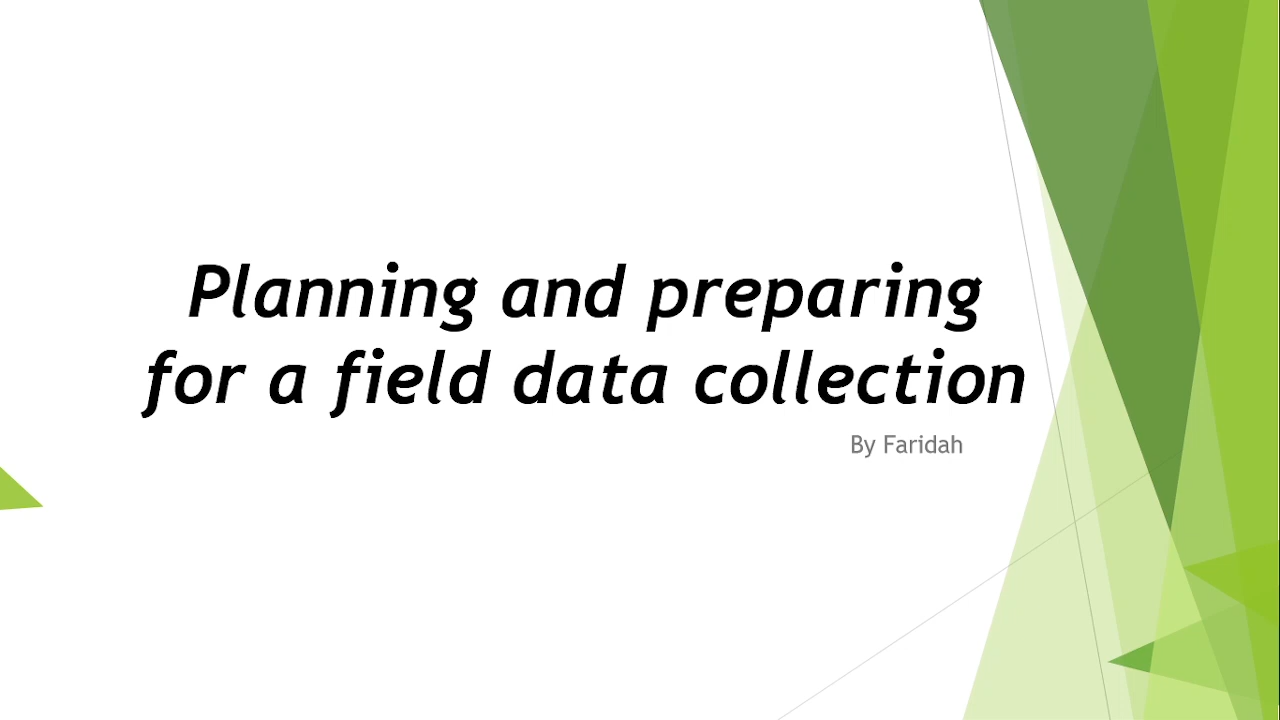 Planning and preparing
for a field data collection
By Faridah